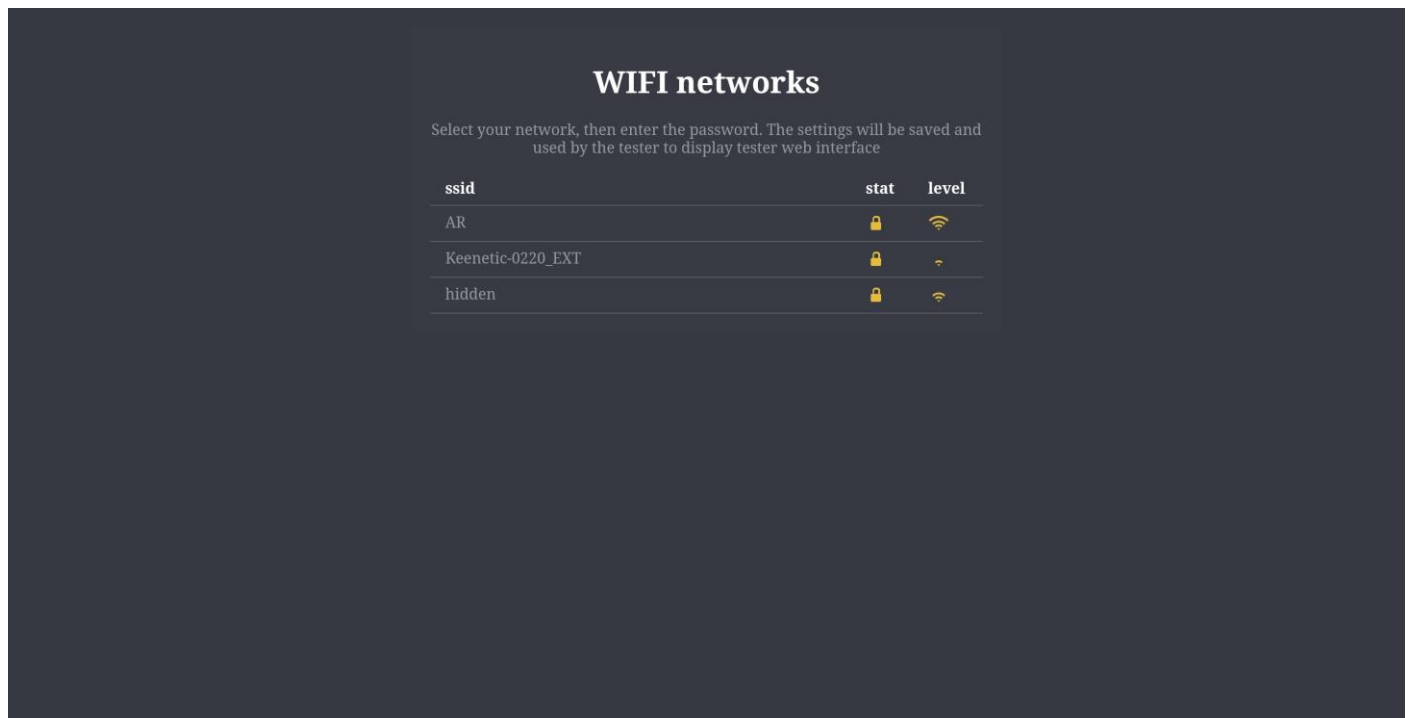 WIFI networks
Select your network, then enter the password. The settings will be saved and
used by the tester to display tester web interface
ssid stat level
AR
Keenetic-0220_EXT
hidden